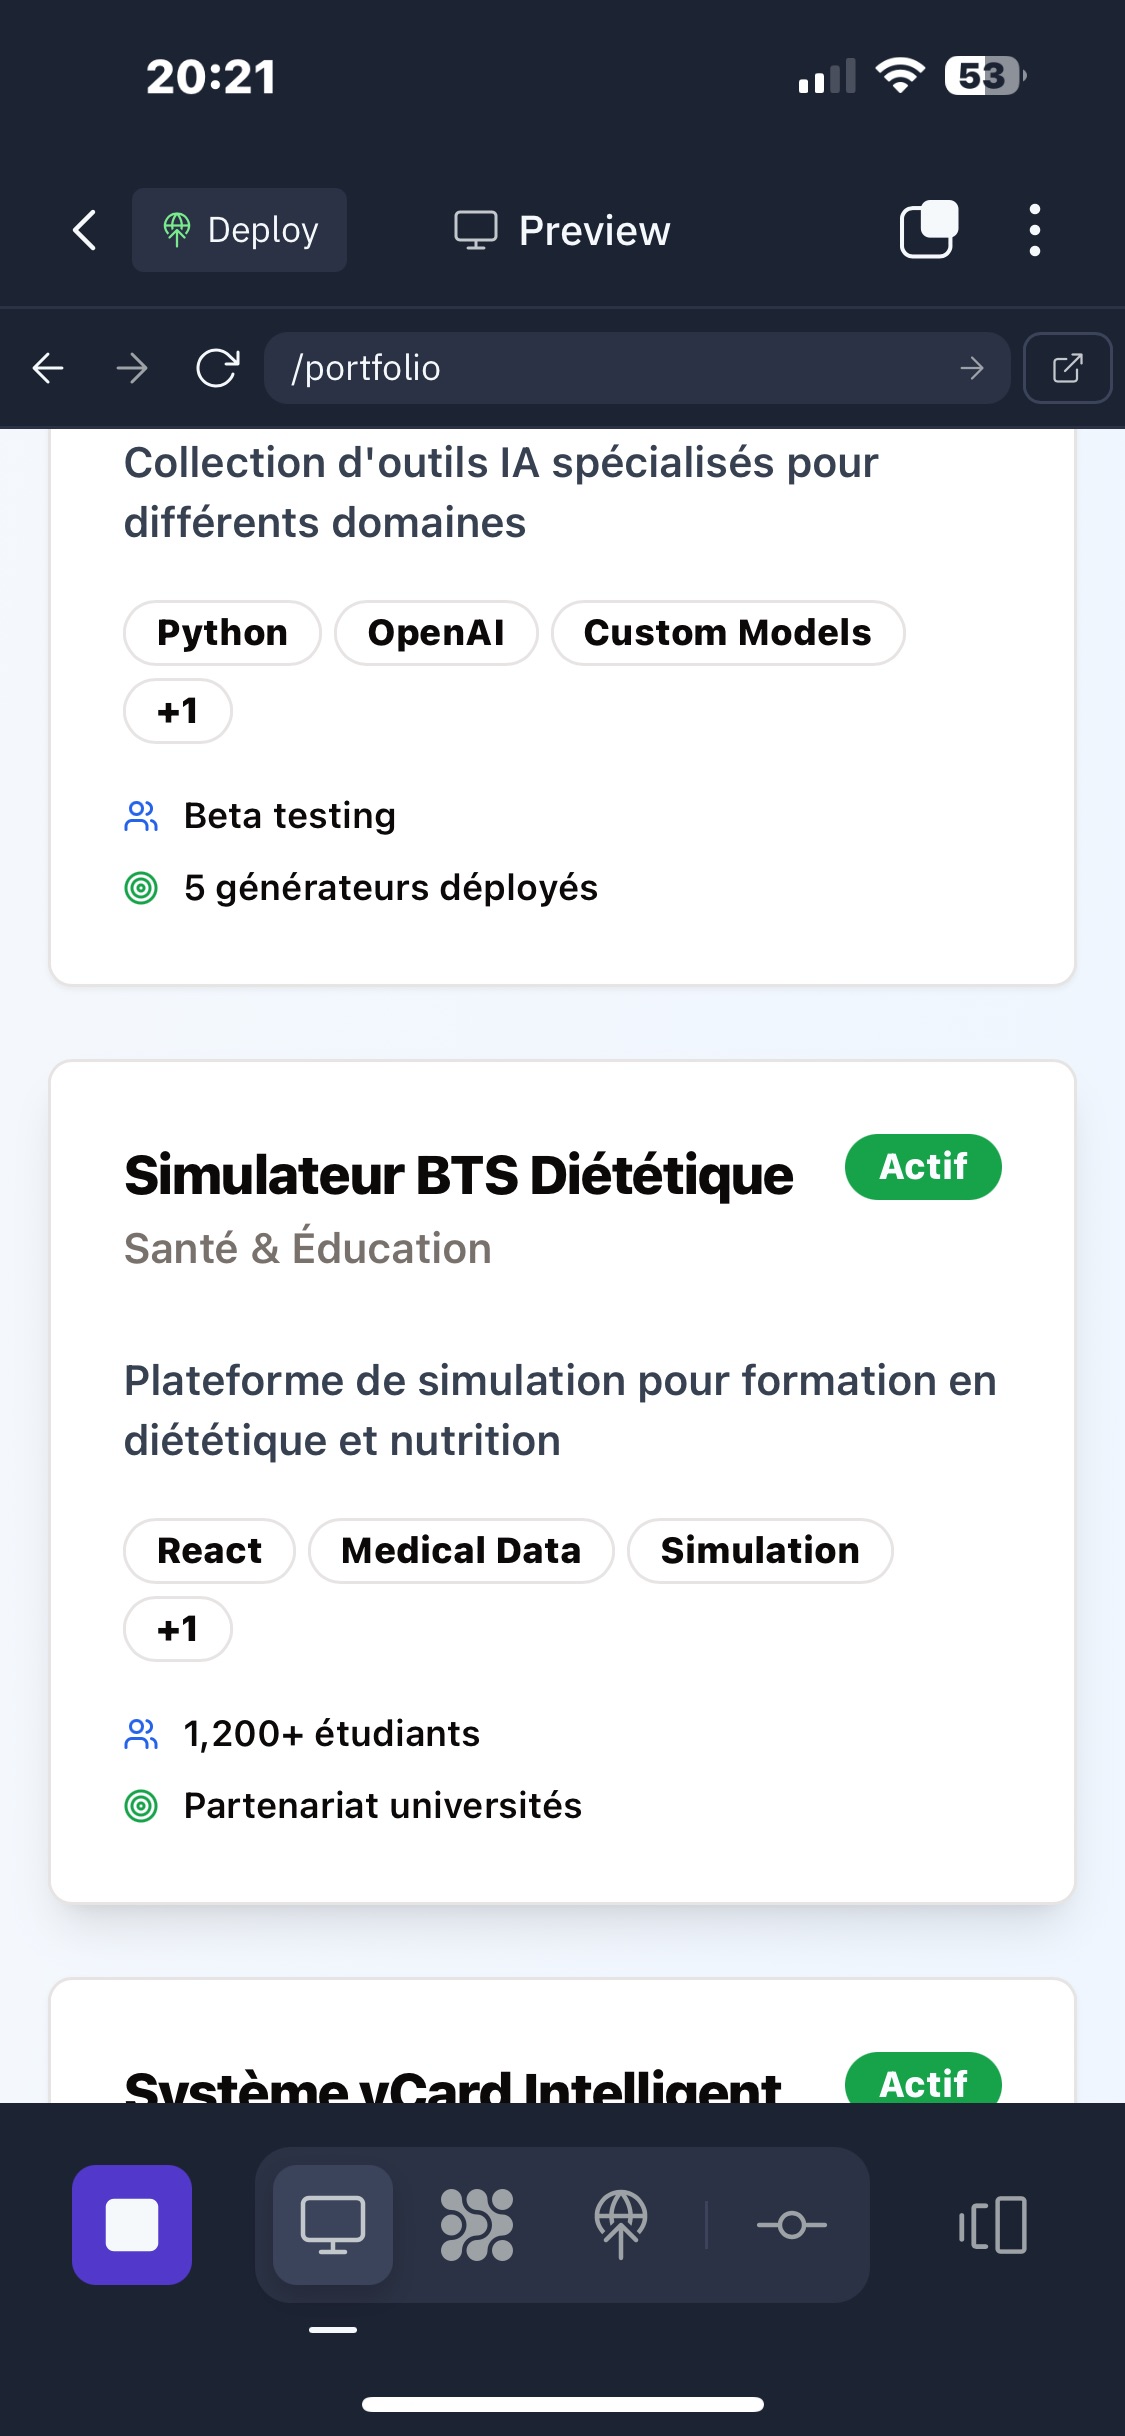 20:21
53
Deploy
Preview
/portfolio
Collection d'outils IA spécialisés pour
différents domaines
Python
OpenAI
Custom Models
+1
Beta testing
5 générateurs déployés
Simulateur BTS Diététique
Actif
Santé & Éducation
Plateforme de simulation pour formation en
diététique et nutrition
React
Medical Data
Simulation
+1
1,200+ étudiants
Partenariat universités
Système vCard Intelligent
Actif